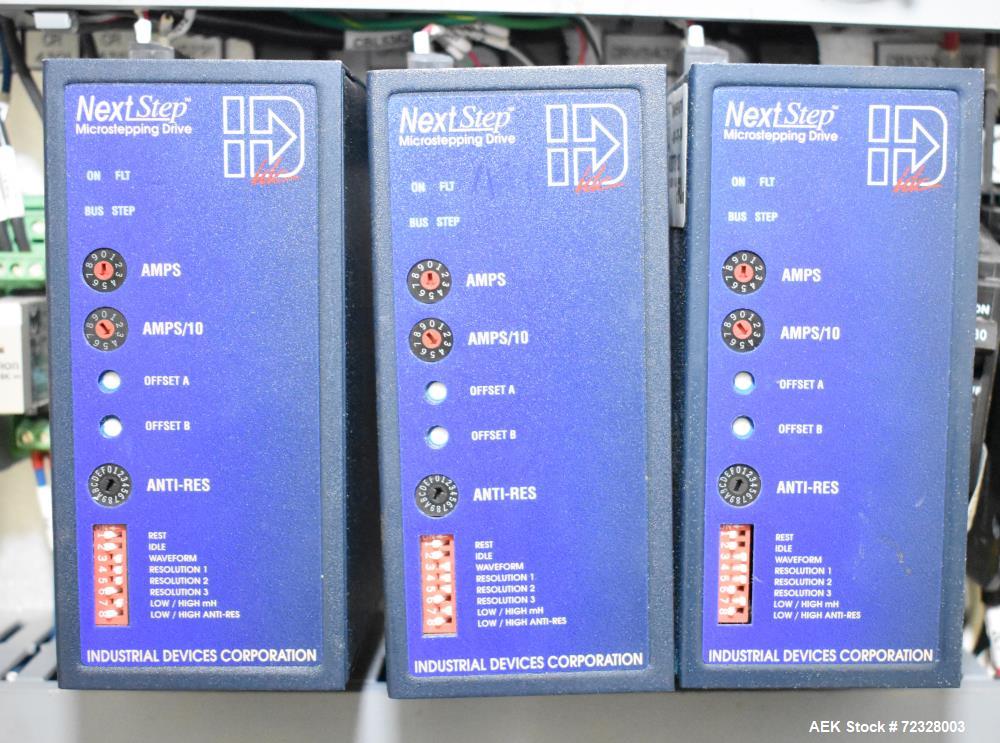 NextStep™
Microstepping Drive
ON FLT
BUS STEP
AMPS
AMPS/10
OFFSET A
OFFSET B
ANTI-RES
REST
IDLE
WAVEFORM
RESOLUTION 1
RESOLUTION 2
RESOLUTION 3
LOW / HIGH mH
LOW / HIGH ANTI-RES
INDUSTRIAL DEVICES CORPORATION
NextStep™
Microstepping Drive
ON FLT
BUS STEP
AMPS
AMPS/10
OFFSET A
OFFSET B
ANTI-RES
REST
IDLE
WAVEFORM
RESOLUTION 1
RESOLUTION 2
RESOLUTION 3
LOW / HIGH mH
LOW / HIGH ANTI-RES
INDUSTRIAL DEVICES CORPORATION
NextStep™
Microstepping Drive
ON FLT
BUS STEP
AMPS
AMPS/10
OFFSET A
OFFSET B
ANTI-RES
REST
IDLE
WAVEFORM
RESOLUTION 1
RESOLUTION 2
RESOLUTION 3
LOW / HIGH mH
LOW / HIGH ANTI-RES
INDUSTRIAL DEVICES CORPORATION
AEK Stock # 72328003